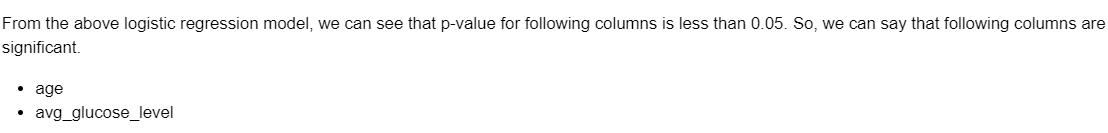 From the above logistic regression model, we can see that p-value for following columns is less than 0.05. So, we can say that following columns are
significant.
• age
• avg_glucose_level